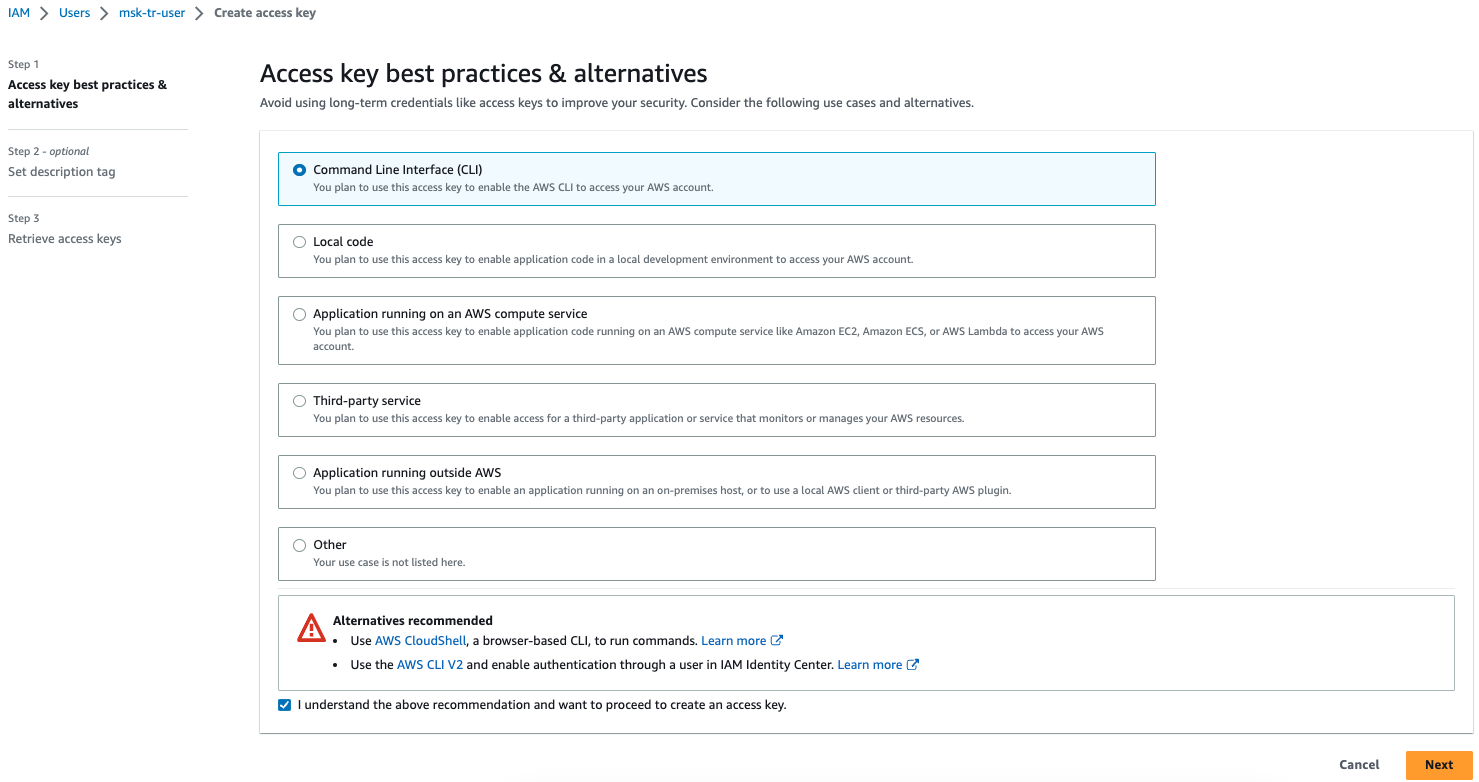 IAM > Users > msk-tr-user > Create access key
Step 1
Access key best practices &
alternatives
Step 2 - optional
Set description tag
Step 3
Retrieve access keys
Access key best practices & alternatives
Avoid using long-term credentials like access keys to improve your security. Consider the following use cases and alternatives.
Command Line Interface (CLI)
You plan to use this access key to enable the AWS CLI to access your AWS account.
Local code
You plan to use this access key to enable application code in a local development environment to access your AWS account.
Application running on an AWS compute service
You plan to use this access key to enable application code running on an AWS compute service like Amazon EC2, Amazon ECS, or AWS Lambda to access your AWS
account.
Third-party service
You plan to use this access key to enable access for a third-party application or service that monitors or manages your AWS resources.
Application running outside AWS
You plan to use this access key to enable an application running on an on-premises host, or to use a local AWS client or third-party AWS plugin.
Other
Your use case is not listed here.
Alternatives recommended
• Use AWS CloudShell, a browser-based CLI, to run commands. Learn more
• Use the AWS CLI V2 and enable authentication through a user in IAM Identity Center. Learn more
I understand the above recommendation and want to proceed to create an access key.
Cancel
Next